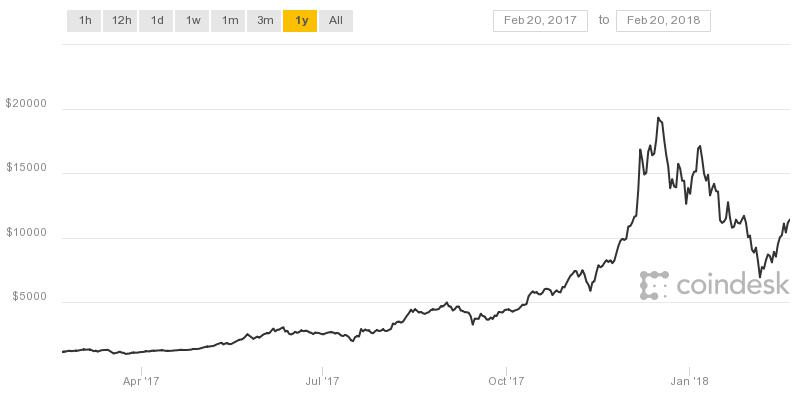 1h 12h 1d 1w 1m 3m 1y All Feb 20, 2017 to Feb 20, 2018
$20000
$15000
$10000
coindesk
$5000
Apr '17 Jul '17 Oct '17 Jan '18